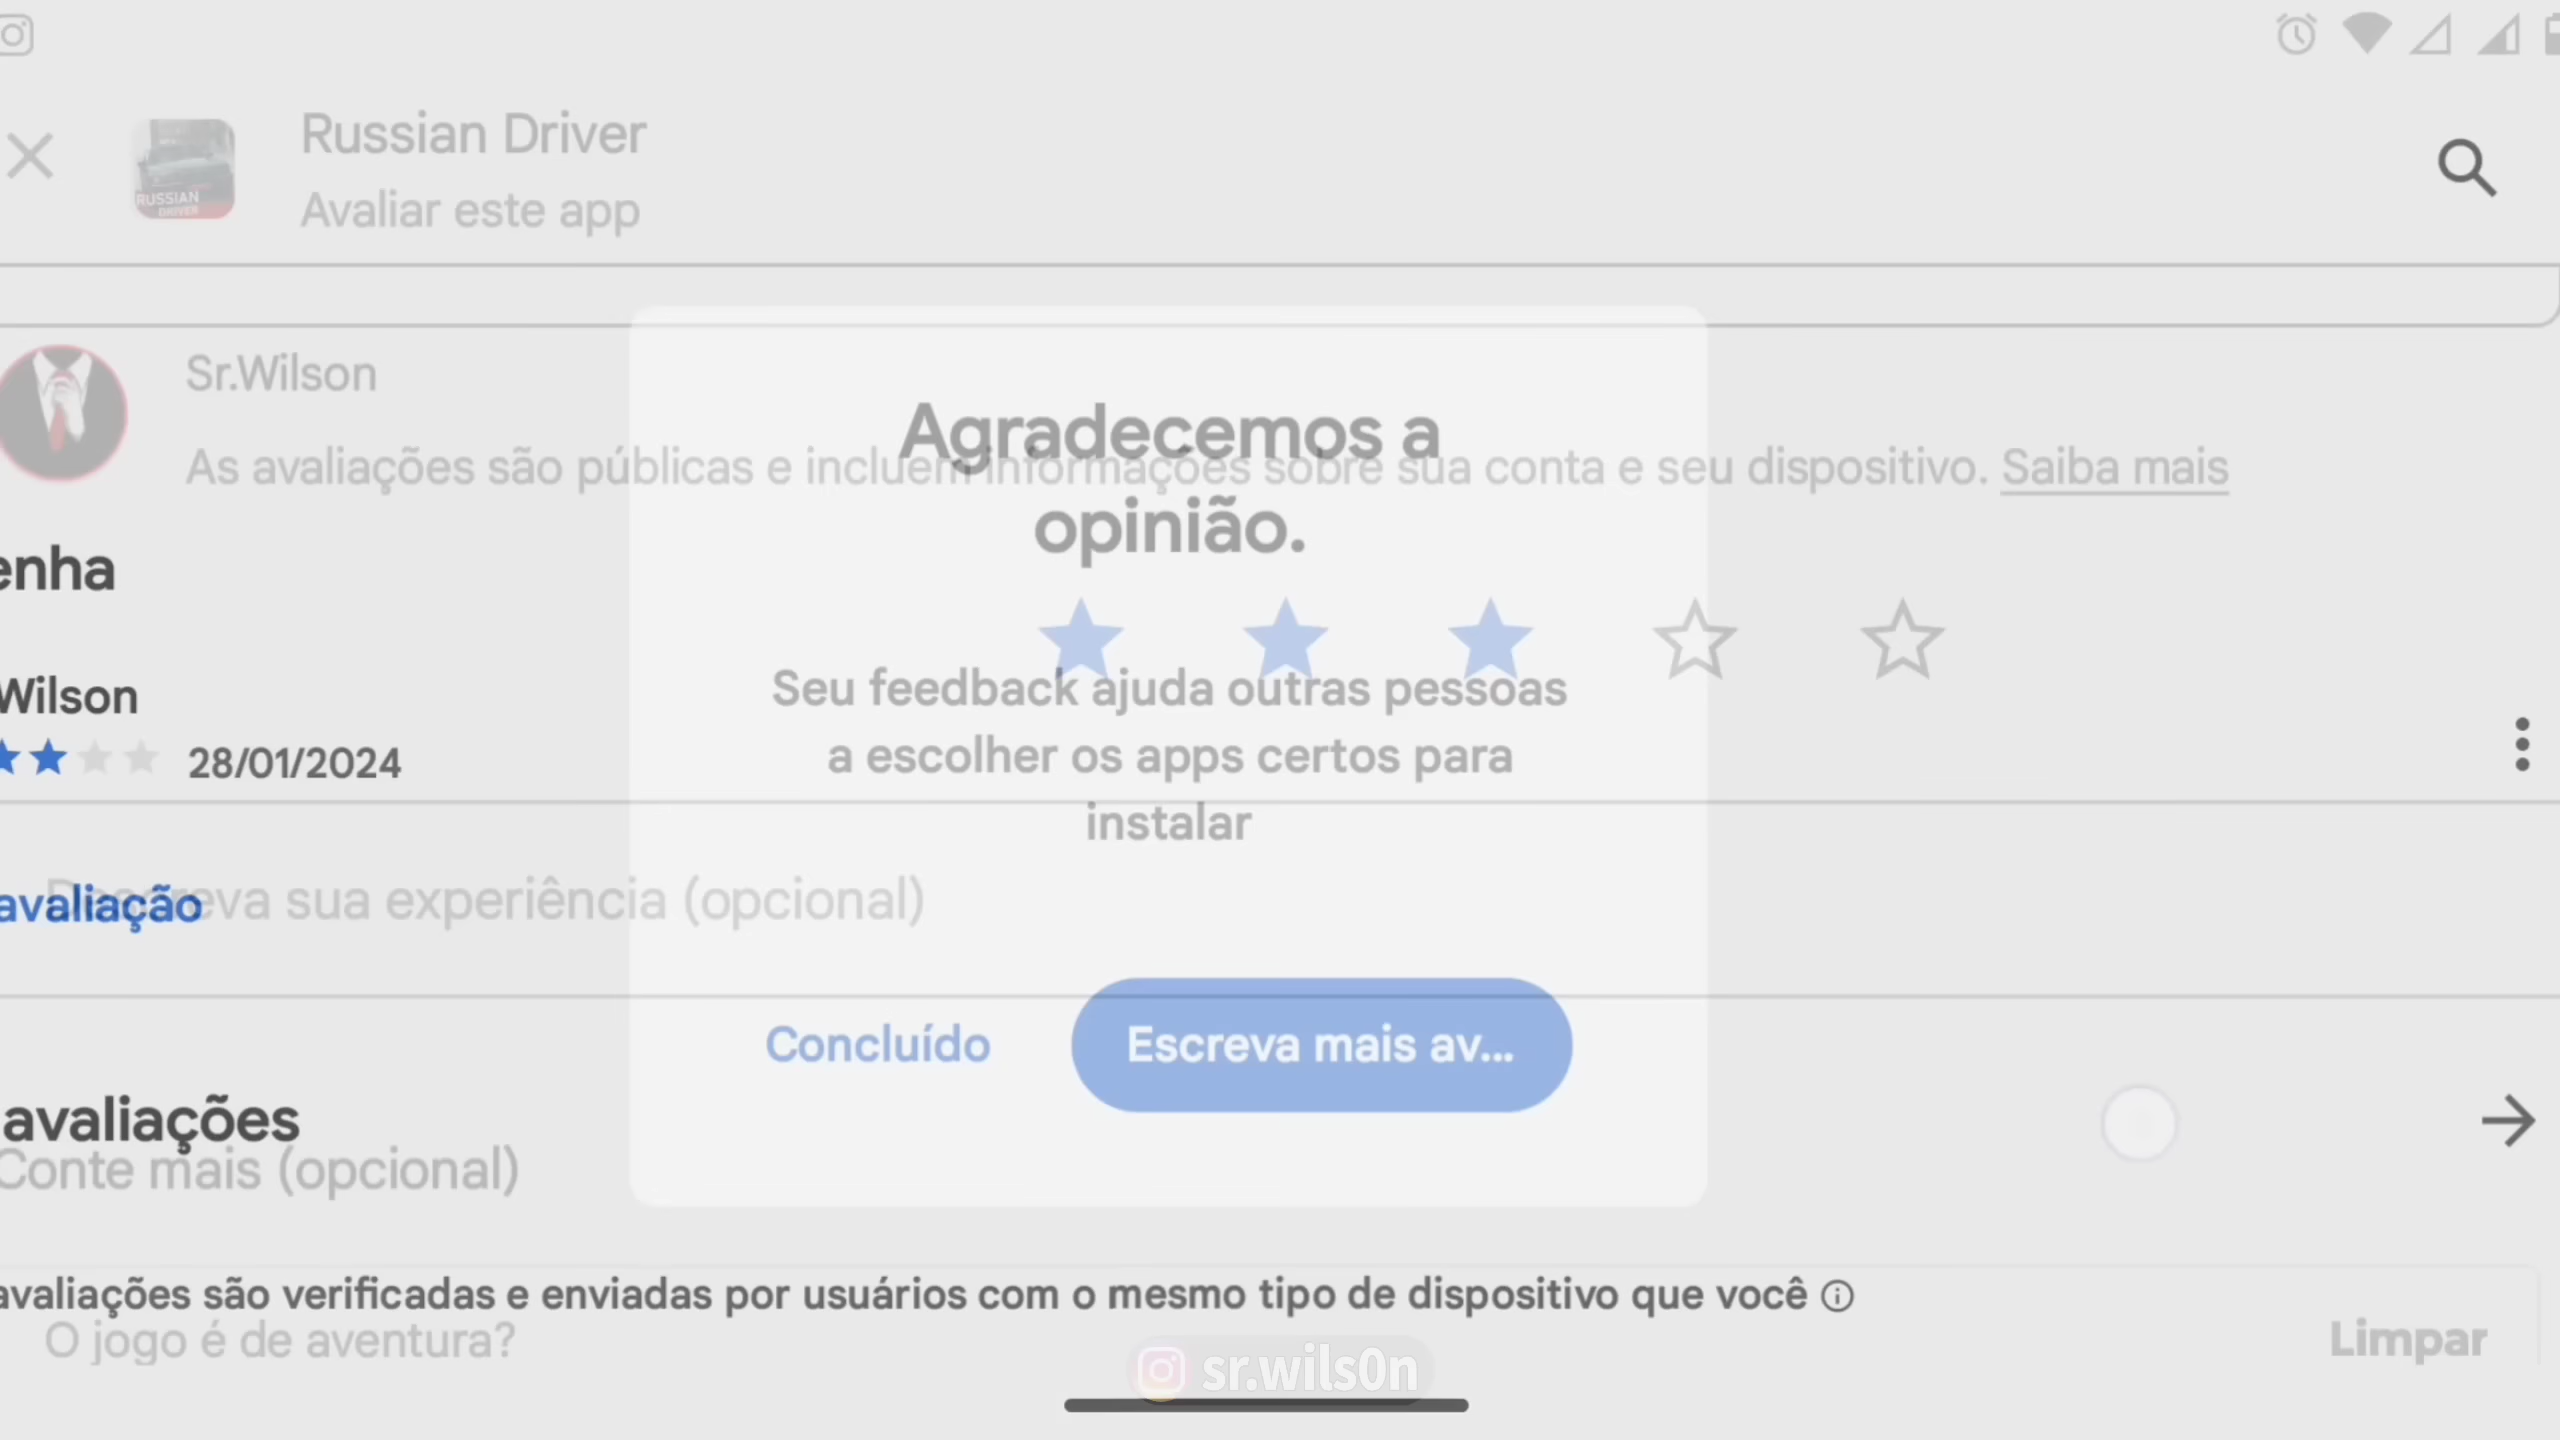 Russian Driver
Avaliar este app
RUSSIAN
DRIVER
Sr.Wilson
As avaliações são públicas e incluem informações sobre sua conta e seu dispositivo. Saiba mais
Agradecemos a
opinião.
enha
Wilson
28/01/2024
Seu feedback ajuda outras pessoas
a escolher os apps certos para
instalar
Descreva sua experiência (opcional)
avaliação
Concluído
Escreva mais av...
avaliações
Conte mais (opcional)
avaliações são verificadas e enviadas por usuários com o mesmo tipo de dispositivo que você
O jogo é de aventura?
Limpar
sr.wils0n